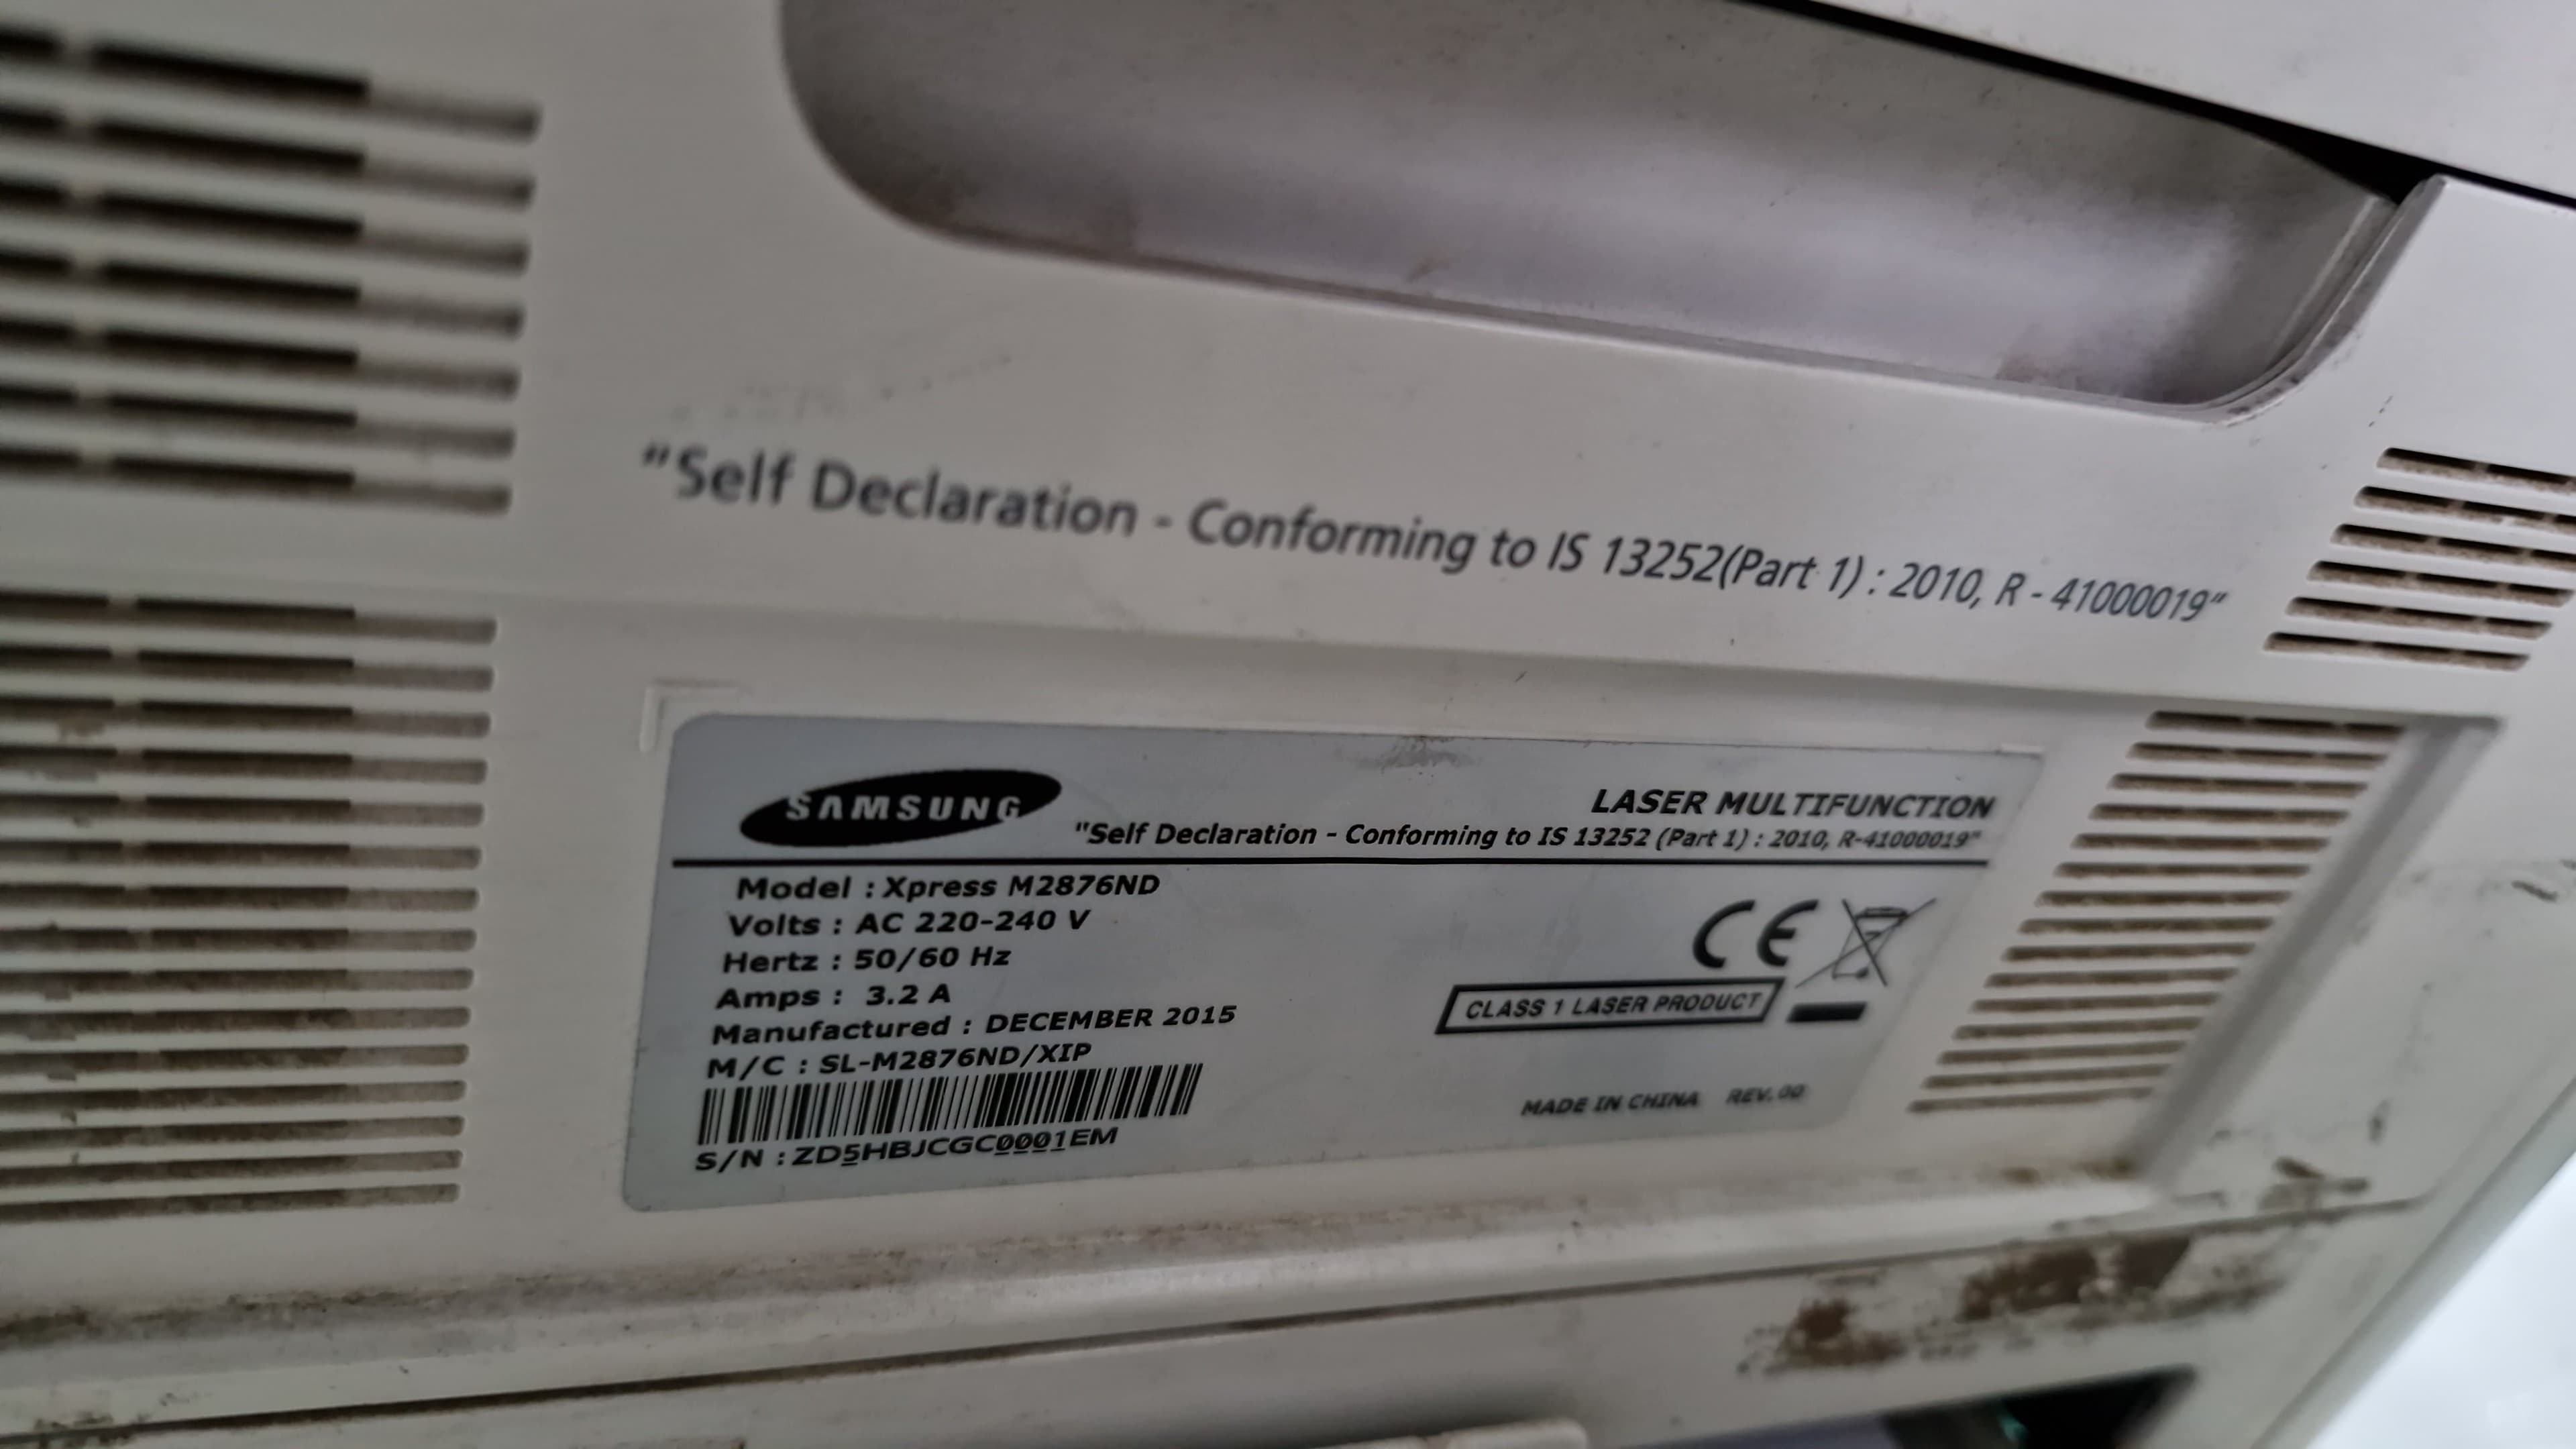 "Self Declaration - Conforming to IS 13252(Part 1) : 2010, R - 41000019"
SAMSUNG
LASER MULTIFUNCTION
"Self Declaration - Conforming to IS 13252 (Part 1) : 2010, R-41000019"
Model : Xpress M2876ND
Volts : AC 220-240 V
Hertz : 50/60 Hz
Amps : 3.2 A
Manufactured : DECEMBER 2015
M/C : SL-M2876ND/XIP
S/N : ZD5HBJCGC0001EM
CE
CLASS 1 LASER PRODUCT
MADE IN CHINA REV.00